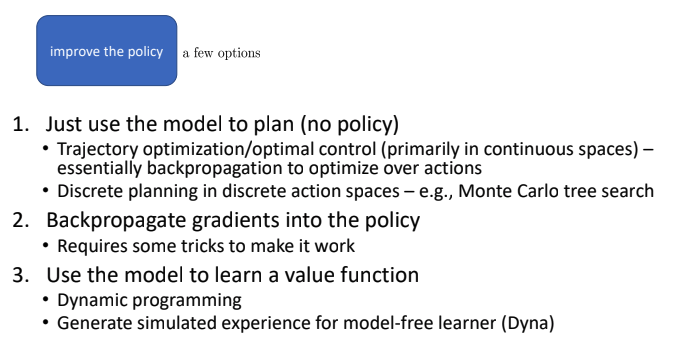 improve the policy a few options
1. Just use the model to plan (no policy)
• Trajectory optimization/optimal control (primarily in continuous spaces) –
essentially backpropagation to optimize over actions
• Discrete planning in discrete action spaces – e.g., Monte Carlo tree search
2. Backpropagate gradients into the policy
• Requires some tricks to make it work
3. Use the model to learn a value function
• Dynamic programming
• Generate simulated experience for model-free learner (Dyna)